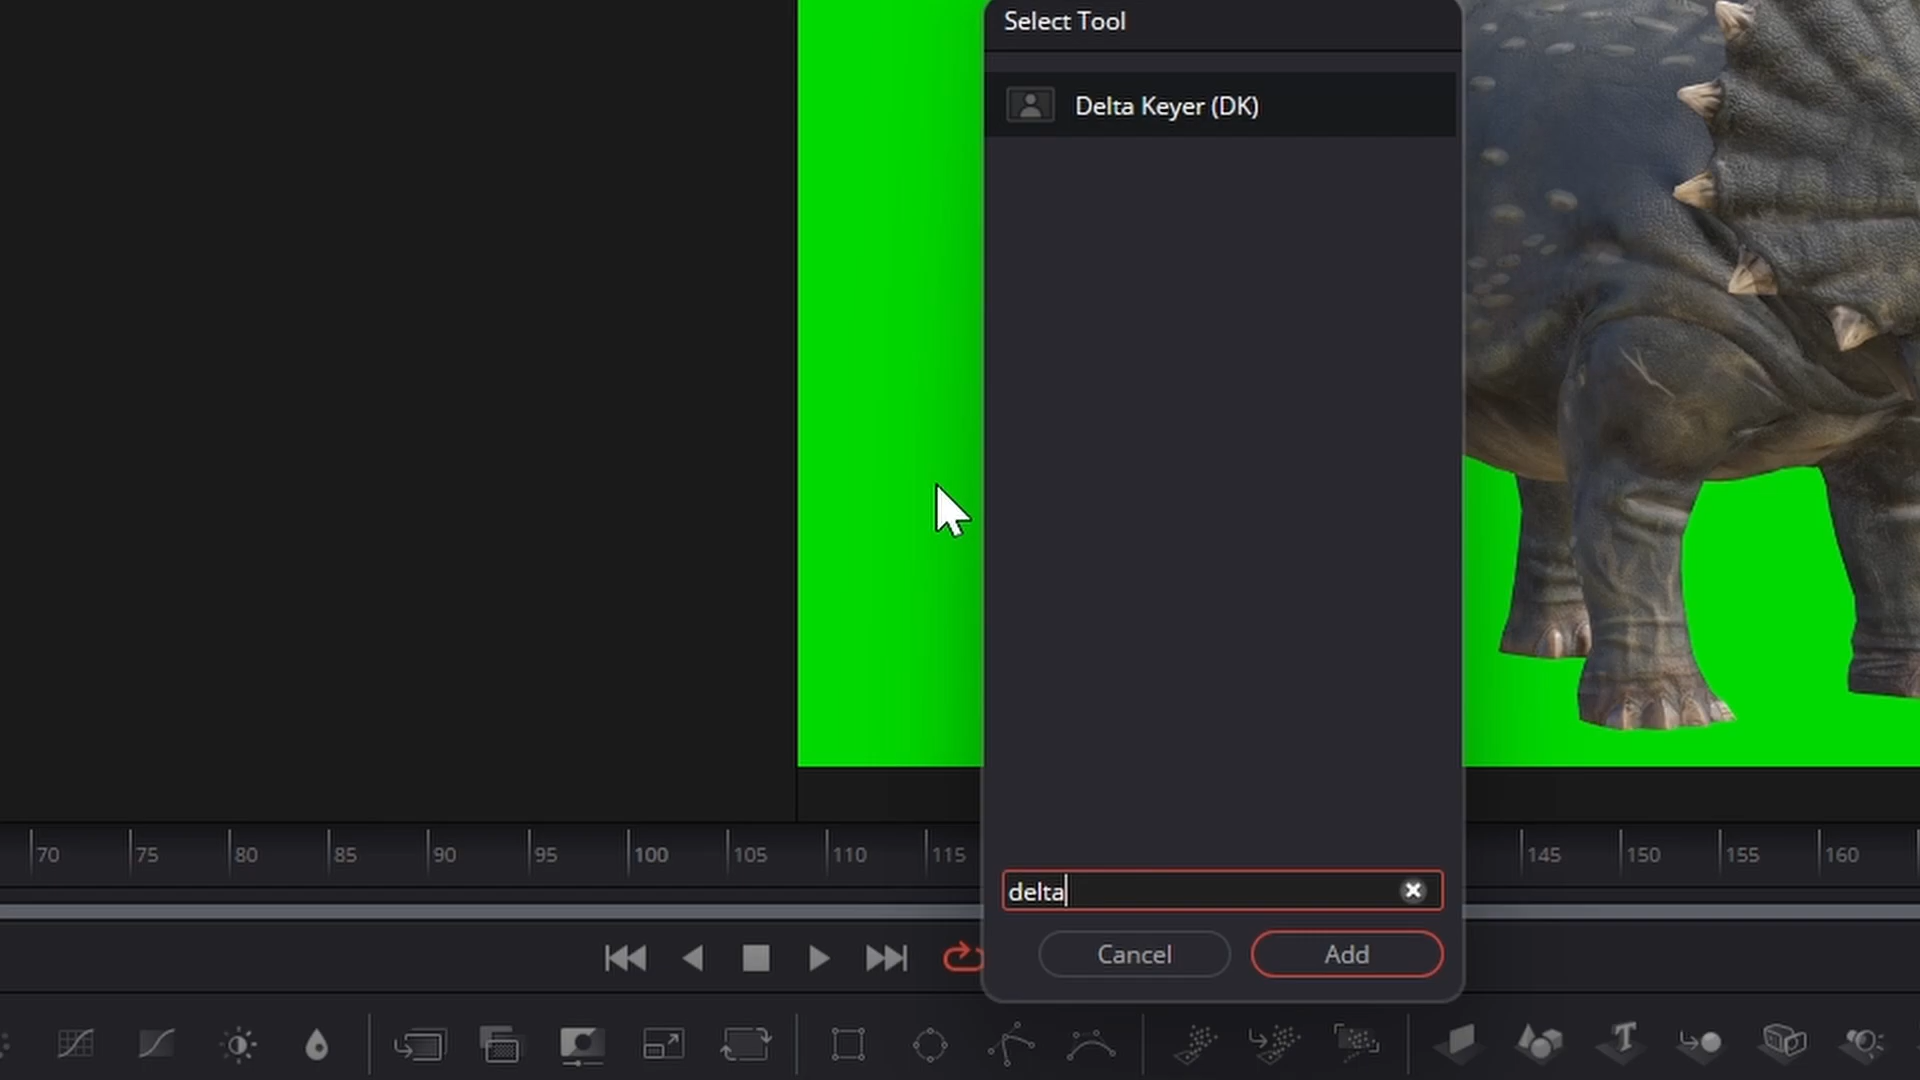 Select Tool
Delta Keyer (DK)
70 75 80 85 90 95 100 105 110 115 145 150 155 160
delta
Cancel Add